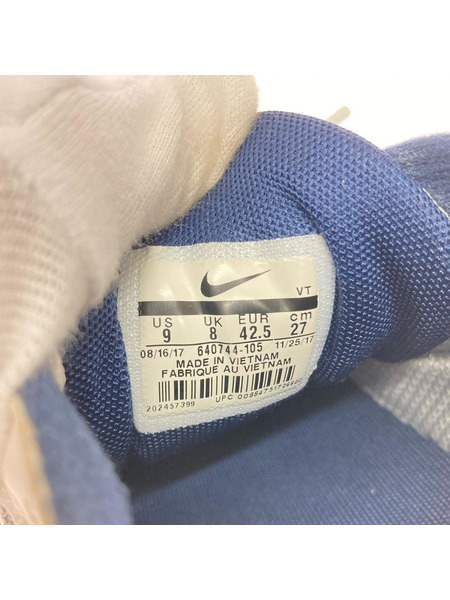 VT
US UK EUR cm
9 8 42.5 27
08/16/17 640744-105 11/25/17
MADE IN VIETNAM
FABRIQUE AU VIETNAM
202457399
UPC